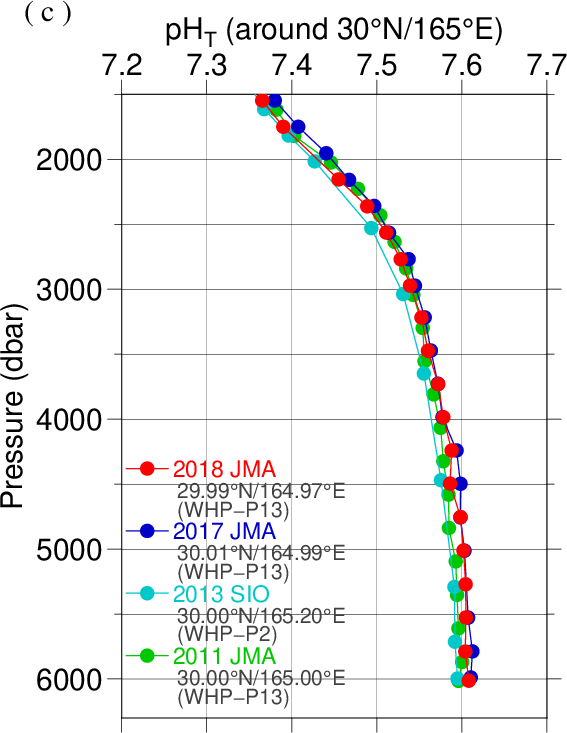 ( c )
pHT (around 30°N/165°E)
7.2 7.3 7.4 7.5 7.6 7.7
Pressure (dbar)
2000
3000
4000
2018 JMA
29.99°N/164.97°E
(WHP−P13)
2017 JMA
5000
30.01°N/164.99°E
(WHP−P13)
2013 SIO
30.00°N/165.20°E
(WHP−P2)
2011 JMA
6000
30.00°N/165.00°E
(WHP−P13)